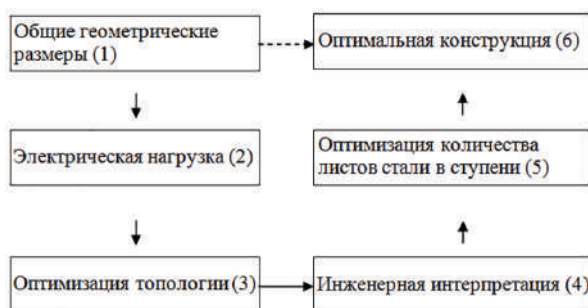 Общие геометрические
размеры (1)
Электрическая нагрузка (2)
Оптимизация топологии (3)
Инженерная интерпретация (4)
Оптимизация количества
листов стали в ступени (5)
Оптимальная конструкция (6)